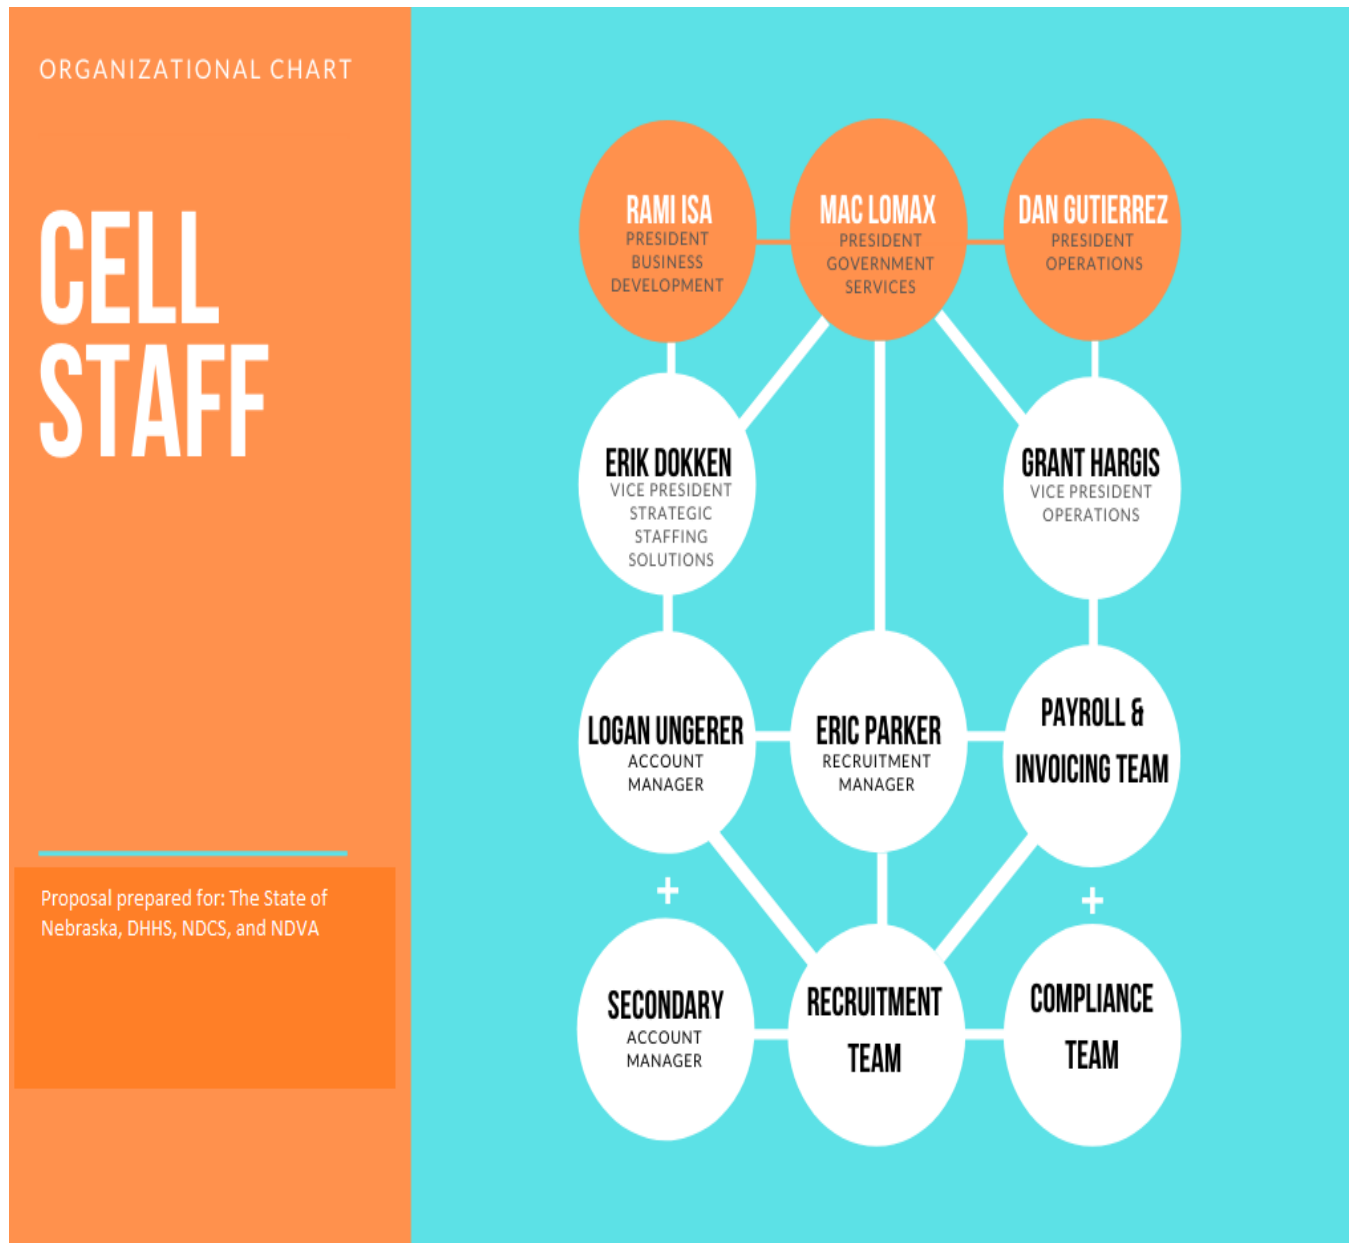 ORGANIZATIONAL CHART
CELL
STAFF
Proposal prepared for: The State of
Nebraska, DHHS, NDCS, and NDVA
RAMI ISA
PRESIDENT
BUSINESS
DEVELOPMENT
MAC LOMAX
PRESIDENT
GOVERNMENT
SERVICES
DAN GUTIERREZ
PRESIDENT
OPERATIONS
ERIK DOKKEN
VICE PRESIDENT
STRATEGIC
STAFFING
SOLUTIONS
GRANT HARGIS
VICE PRESIDENT
OPERATIONS
LOGAN UNGERER
ACCOUNT
MANAGER
ERIC PARKER
RECRUITMENT
MANAGER
PAYROLL &
INVOICING TEAM
+
+
SECONDARY
ACCOUNT
MANAGER
RECRUITMENT
TEAM
COMPLIANCE
TEAM